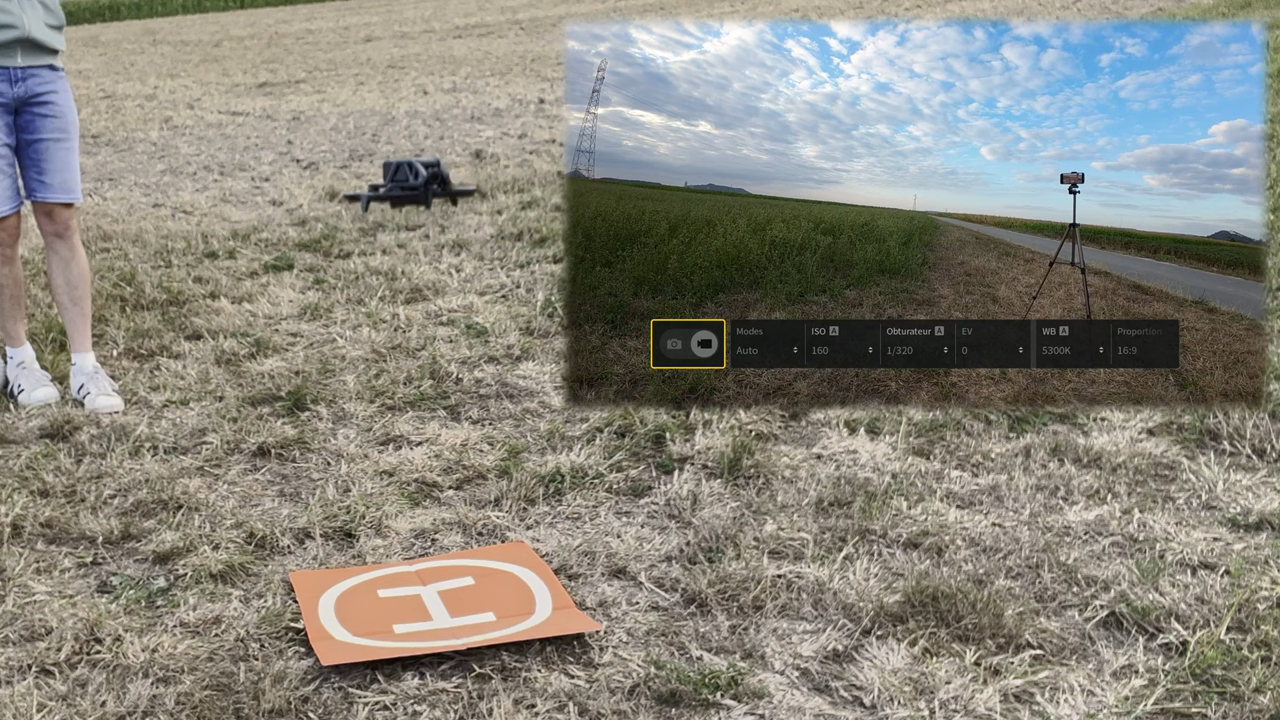 Modes ISO A Obturateur A EV WB A Proportion
Auto 160 1/320 0 5300K 16:9
H